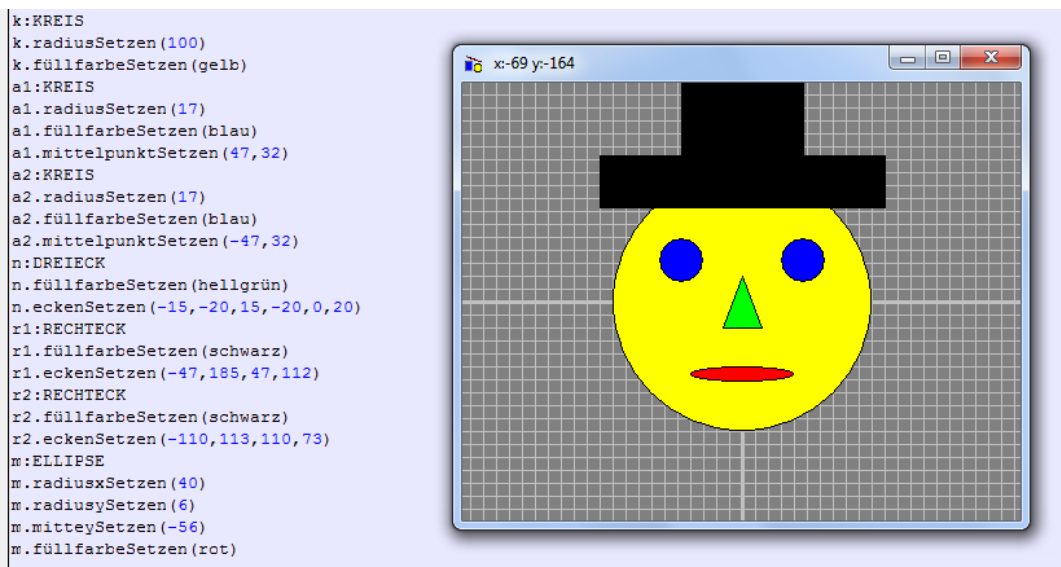 k:KREIS
k.radiusSetzen(100)
k.füllfarbeSetzen(gelb)
a1:KREIS
a1.radiusSetzen(17)
a1.füllfarbeSetzen(blau)
a1.mittelpunktSetzen(47,32)
a2:KREIS
a2.radiusSetzen(17)
a2.füllfarbeSetzen(blau)
a2.mittelpunktSetzen(-47,32)
n:DREIECK
n.füllfarbeSetzen(hellgrün)
n.eckenSetzen(-15,-20,15,-20,0,20)
r1:RECHTECK
r1.füllfarbeSetzen(schwarz)
r1.eckenSetzen(-47,185,47,112)
r2:RECHTECK
r2.füllfarbeSetzen(schwarz)
r2.eckenSetzen(-110,113,110,73)
m:ELLIPSE
m.radiusxSetzen(40)
m.radiusySetzen(6)
m.mitteySetzen(-56)
m.füllfarbeSetzen(rot)
x:-69 y:-164